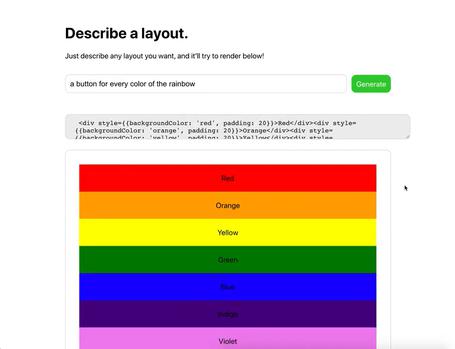 Describe a layout.
Just describe any layout you want, and it'll try to render below!
a button for every color of the rainbow
Generate
<div style={{backgroundColor: 'red', padding: 20}}>Red</div><div style=
{{backgroundColor: 'orange', padding: 20}}>Orange</div><div style=
{{backgroundColor: 'yellow', padding: 20}}>Yellow</div><div style=
Red
Orange
Yellow
Green
Blue
Indigo
Violet